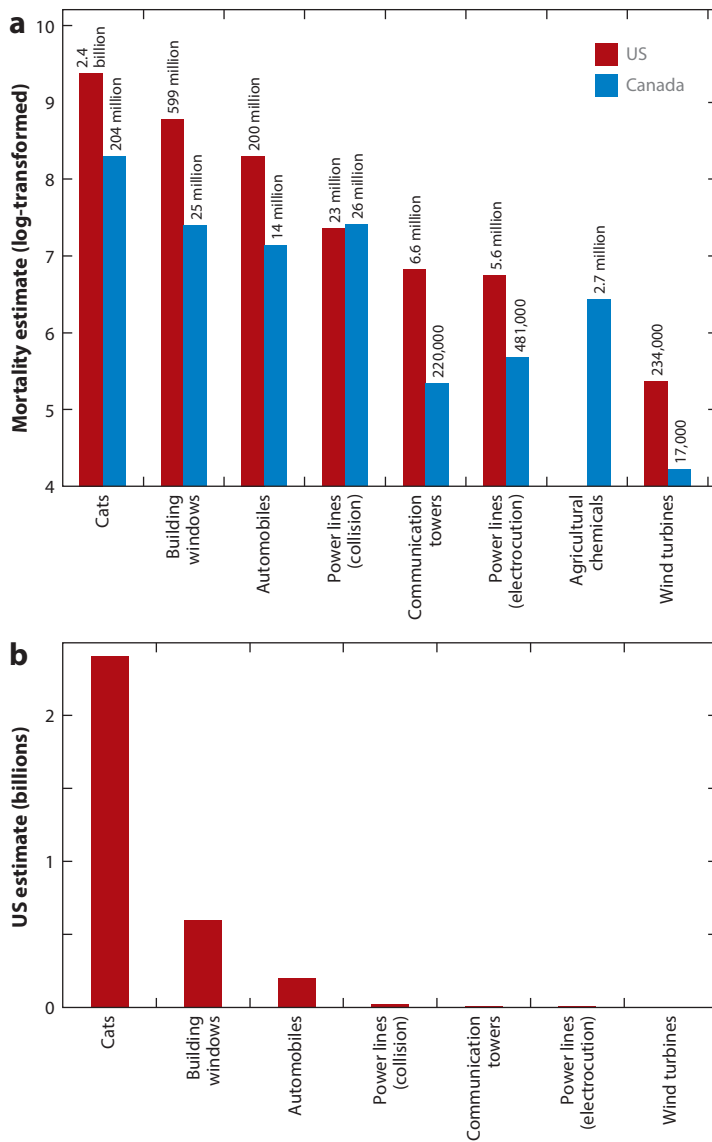 a
Mortality estimate (log-transformed)
10
9
8
7
6
5
4
US
Canada
2.4
billion
204 million
599 million
25 million
200 million
14 million
23 million
26 million
6.6 million
220,000
5.6 million
481,000
2.7 million
234,000
17,000
Cats
Building
windows
Automobiles
Power lines
(collision)
Communication
towers
Power lines
(electrocution)
Agricultural
chemicals
Wind turbines
b
US estimate (billions)
2
1
0
Cats
Building
windows
Automobiles
Power lines
(collision)
Communication
towers
Power lines
(electrocution)
Wind turbines